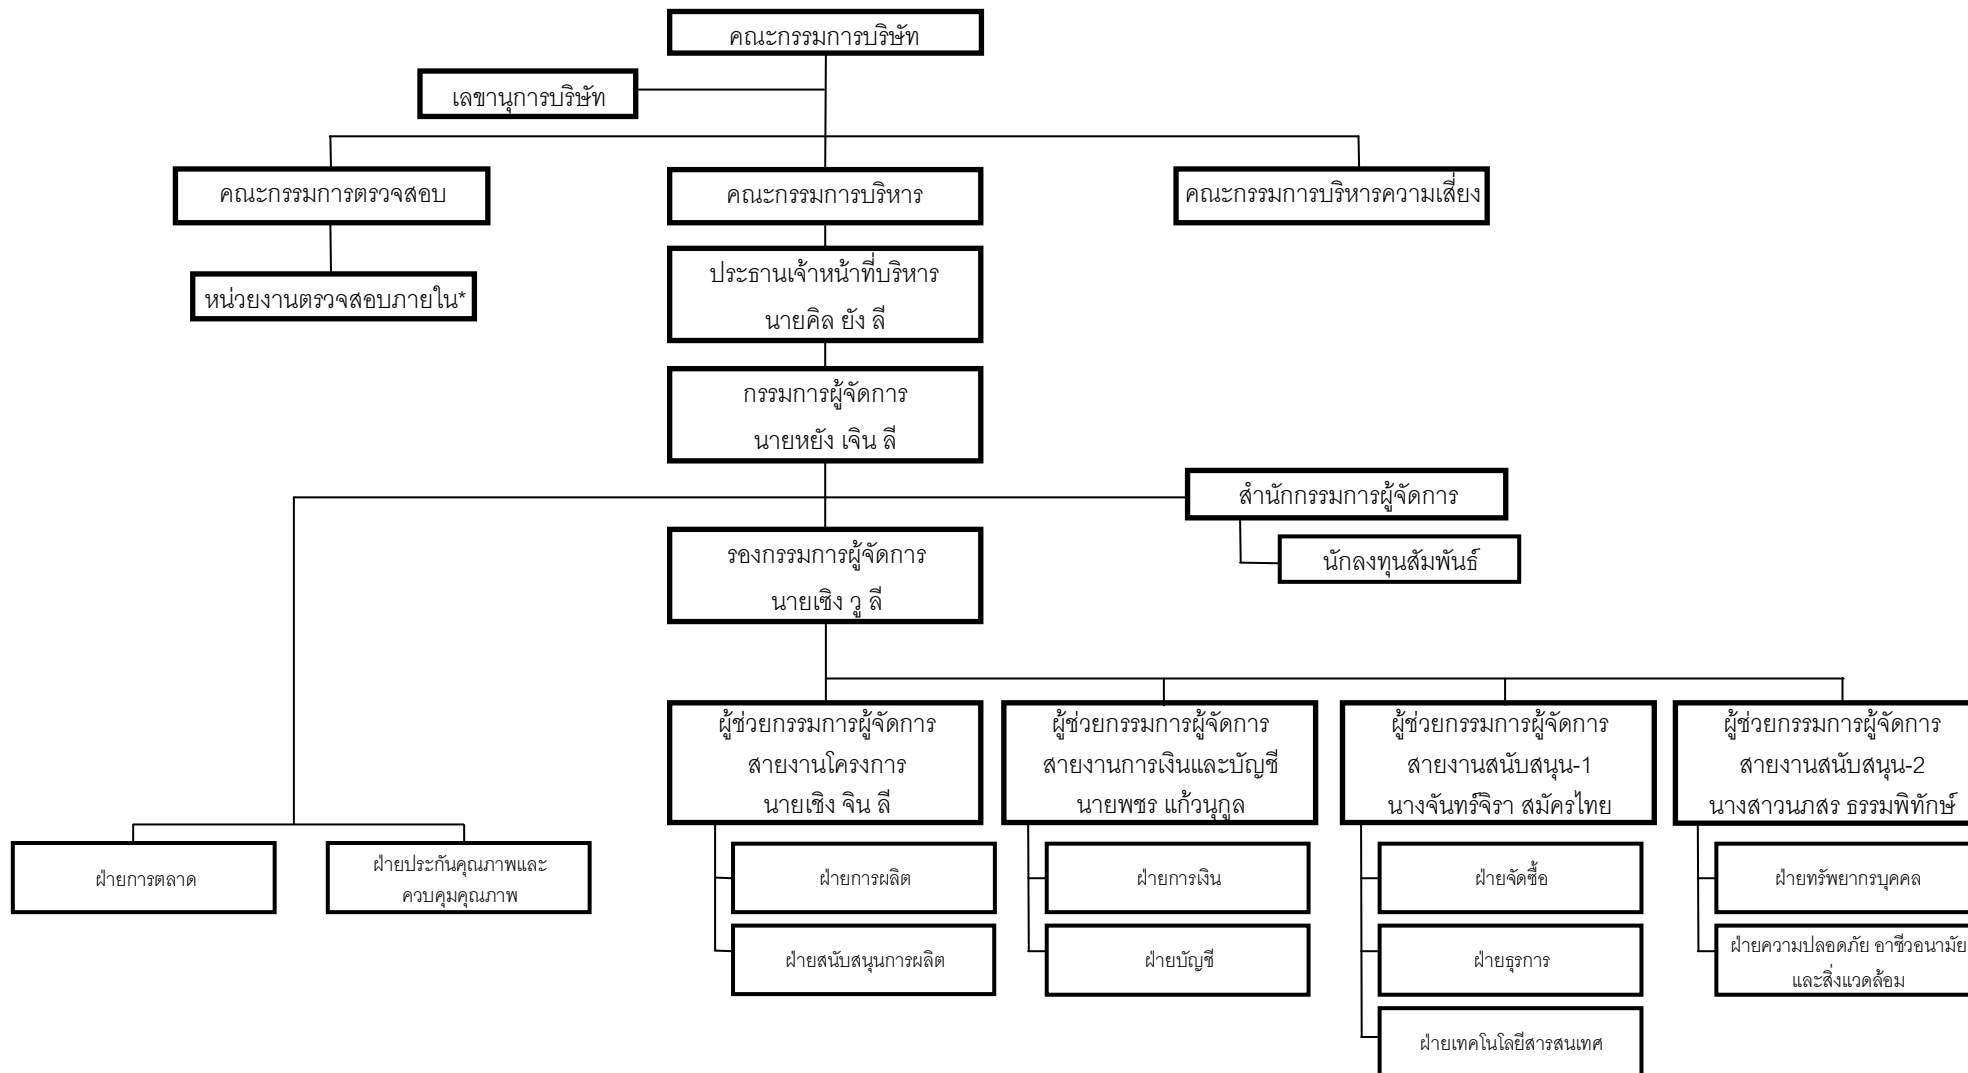 คณะกรรมการบริษัท
เลขานุการบริษัท
คณะกรรมการตรวจสอบ
คณะกรรมการบริหาร
คณะกรรมการบริหารความเสี่ยง
หน่วยงานตรวจสอบภายใน*
ประธานเจ้าหน้าที่บริหาร
นายคิล ยัง ลี
กรรมการผู้จัดการ
นายหยัง เจิน ลี
สำนักกรรมการผู้จัดการ
นักลงทุนสัมพันธ์
รองกรรมการผู้จัดการ
นายเซิง วู ลี
ผู้ช่วยกรรมการผู้จัดการ
สายงานโครงการ
นายเชิง จิน ลี
ผู้ช่วยกรรมการผู้จัดการ
สายงานการเงินและบัญชี
นายพชร แก้วนุกูล
ผู้ช่วยกรรมการผู้จัดการ
สายงานสนับสนุน-1
นางจันทร์จิรา สมัครไทย
ผู้ช่วยกรรมการผู้จัดการ
สายงานสนับสนุน-2
นางสาวนภสร ธรรมพิทักษ์
ฝ่ายการตลาด
ฝ่ายประกันคุณภาพและ
ควบคุมคุณภาพ
ฝ่ายการผลิต
ฝ่ายการเงิน
ฝ่ายจัดซื้อ
ฝ่ายทรัพยากรบุคคล
ฝ่ายสนับสนุนการผลิต
ฝ่ายบัญชี
ฝ่ายธุรการ
ฝ่ายความปลอดภัย อาชีวอนามัย
และสิ่งแวดล้อม
ฝ่ายเทคโนโลยีสารสนเทศ